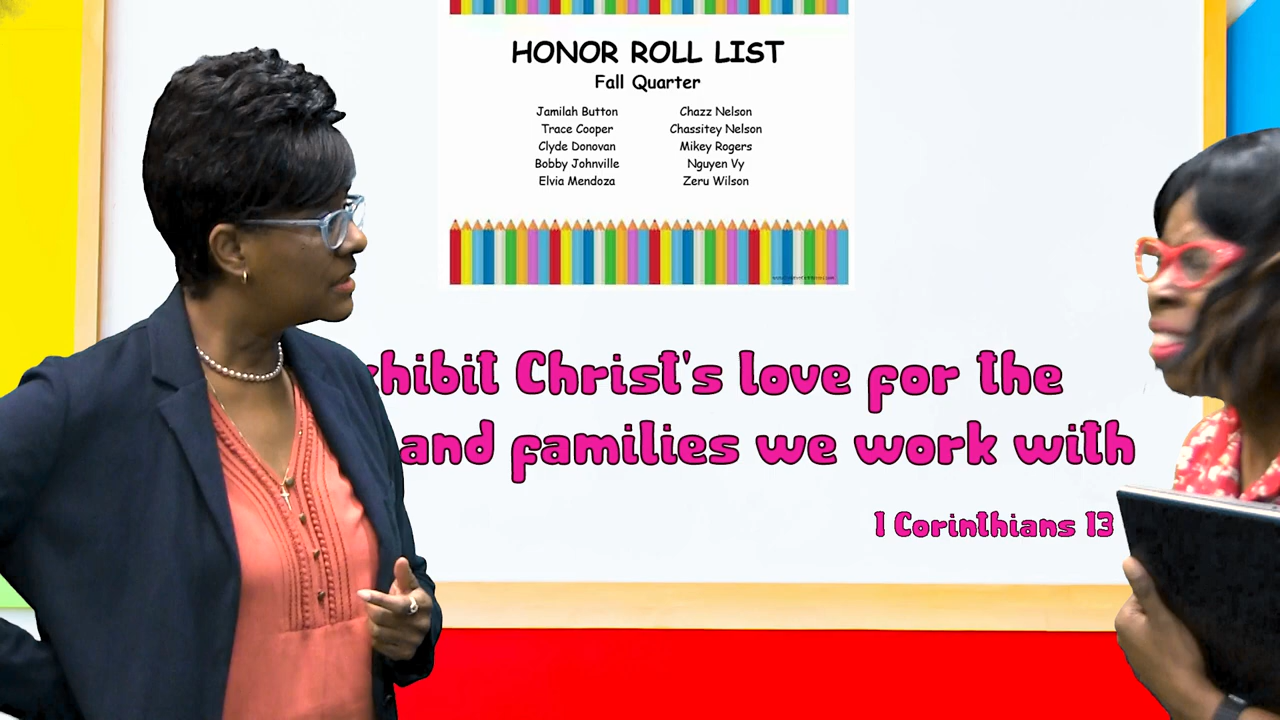 HONOR ROLL LIST
Fall Quarter
Jamilah Button
Trace Cooper
Clyde Donovan
Bobby Johnville
Elvia Mendoza
Chazz Nelson
Chassitey Nelson
Mikey Rogers
Nguyen Vy
Zeru Wilson
Christ's love for the
and families we work with
1 Corinthians 13